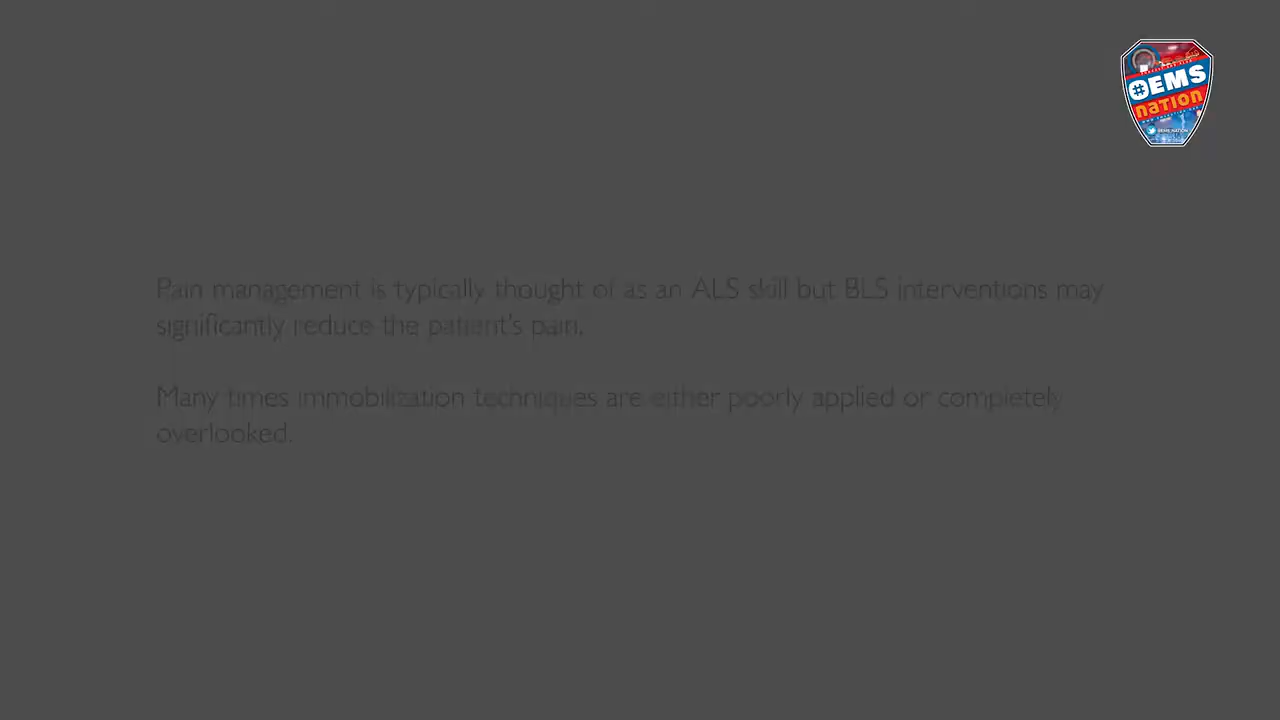 #EMS
nation
Pain management is typically thought of as an ALS skill but BLS interventions may
significantly reduce the patient's pain.
Many times immobilization techniques are either poorly applied or completely
overlooked.